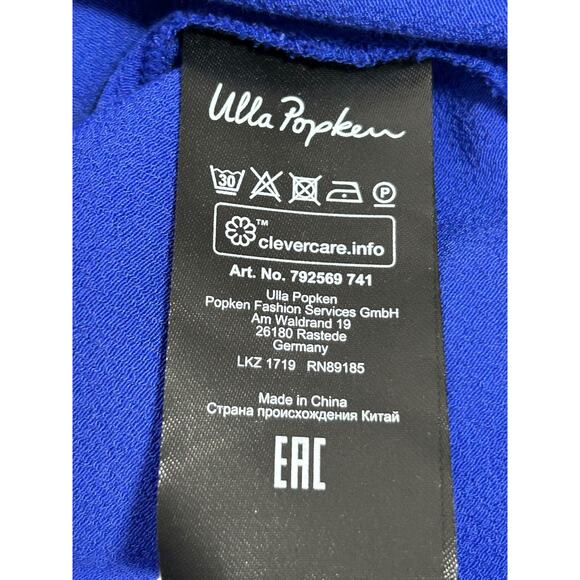 Ulla Popken
30 P
™
clevercare.info
Art. No. 792569 741
Ulla Popken
Popken Fashion Services GmbH
Am Waldrand 19
26180 Rastede
Germany
LKZ 1719 RN89185
Made in China
Страна происхождения Китай
EAC